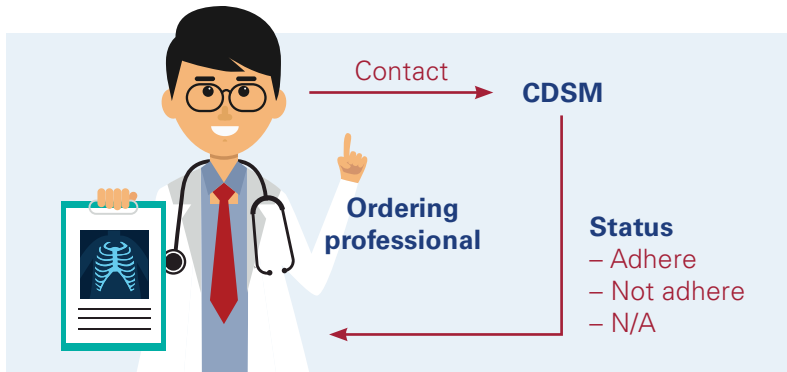 Contact
CDSM
Ordering
professional
Status
– Adhere
– Not adhere
– N/A